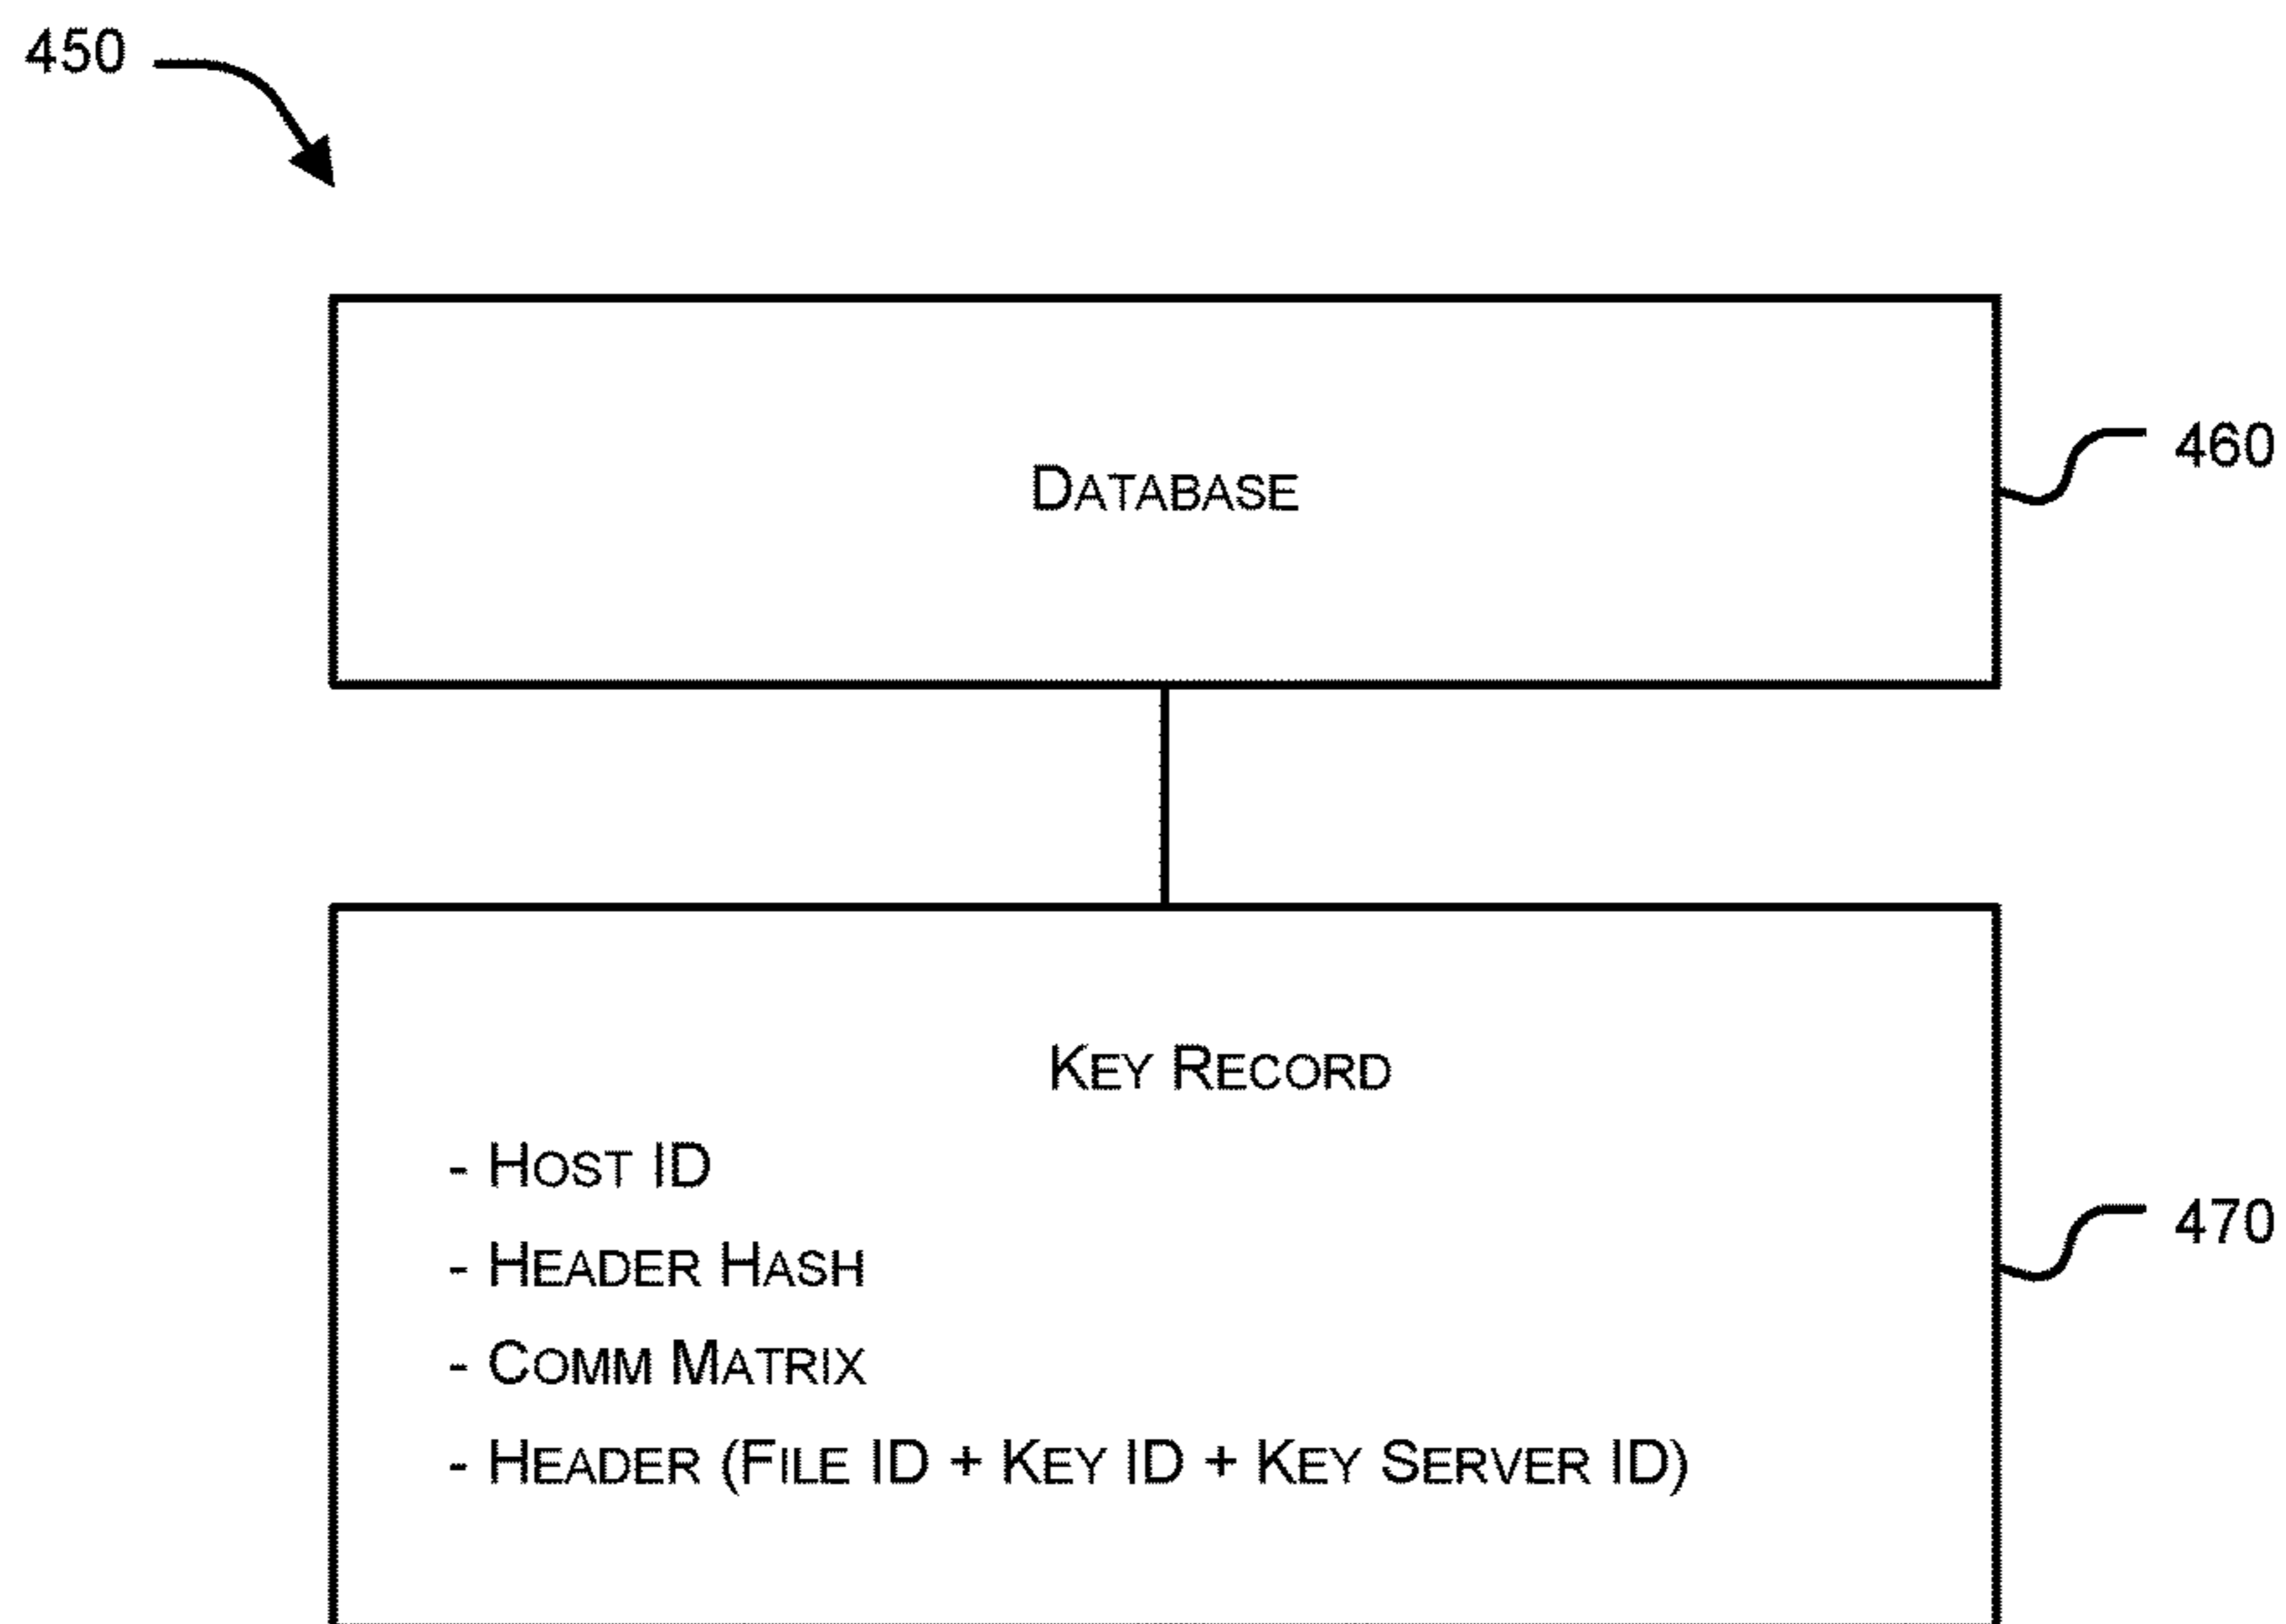 450
DATABASE
460
KEY RECORD
- HOST ID
- HEADER HASH
470
- COMM MATRIX
- HEADER (FILE ID + KEY ID + KEY SERVER ID)